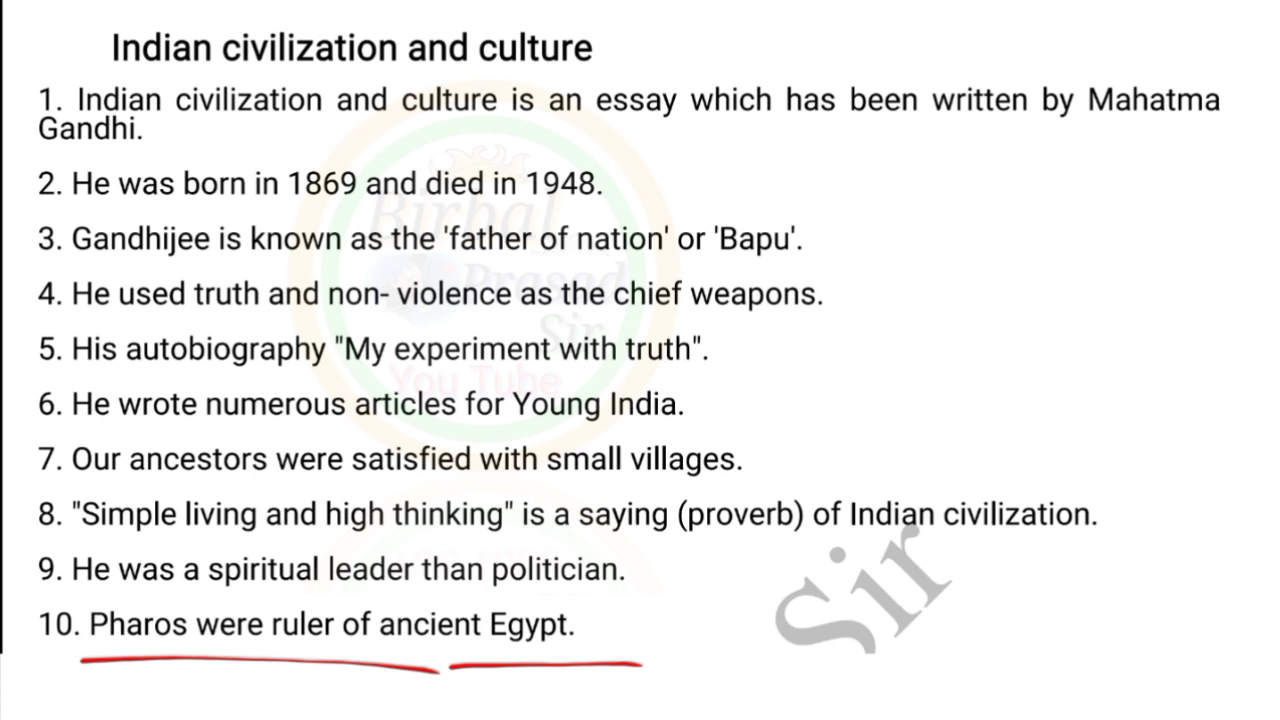 Indian civilization and culture
1. Indian civilization and culture is an essay which has been written by Mahatma
Gandhi.
2. He was born in 1869 and died in 1948.
3. Gandhijee is known as the 'father of nation' or 'Bapu'.
4. He used truth and non- violence as the chief weapons.
5. His autobiography "My experiment with truth".
6. He wrote numerous articles for Young India.
7. Our ancestors were satisfied with small villages.
8. "Simple living and high thinking" is a saying (proverb) of Indian civilization.
9. He was a spiritual leader than politician.
10. Pharos were ruler of ancient Egypt.
Birbal
Prasad
Sir
You Tube
Sir